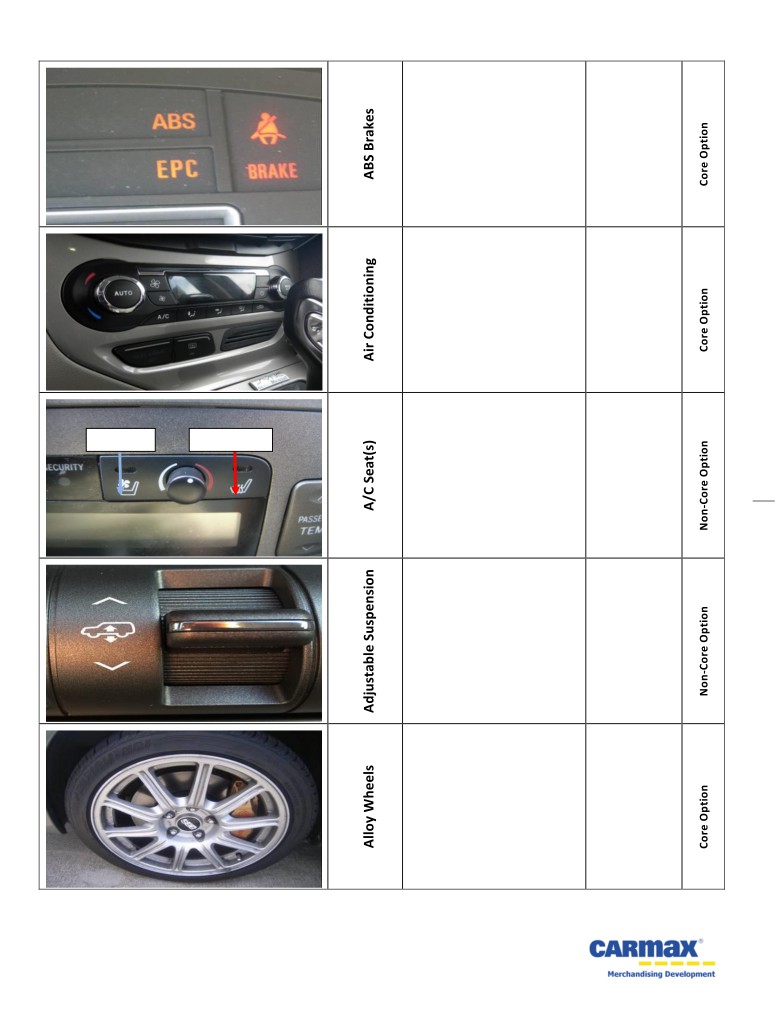 ABS
EPC
BRAKE
ABS Brakes
Core Option
AUTO
A/C
Air Conditioning
Core Option
SECURITY
PASSE
TEM
A/C Seat(s)
Non-Core Option
Adjustable Suspension
Non-Core Option
Alloy Wheels
Core Option
CARMAX®
Merchandising Development